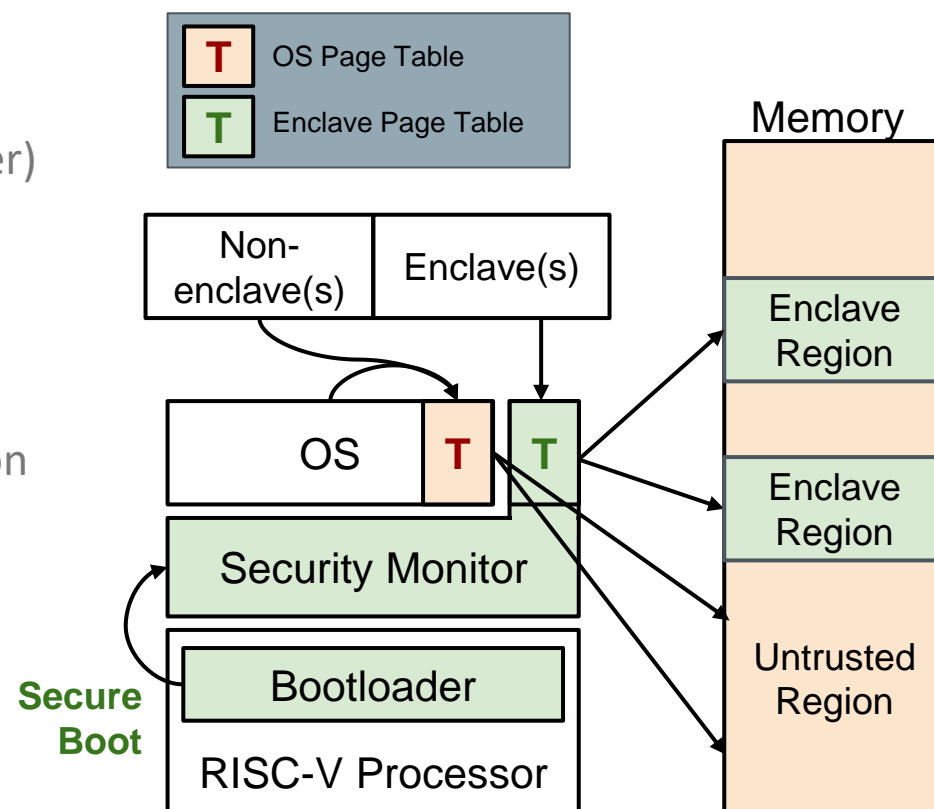 T OS Page Table
T Enclave Page Table
Memory
er)
Non-
enclave(s)
Enclave(s)
Enclave
Region
on
OS
T
T
Enclave
Region
Security Monitor
Untrusted
Region
Secure
Boot
Bootloader
RISC-V Processor